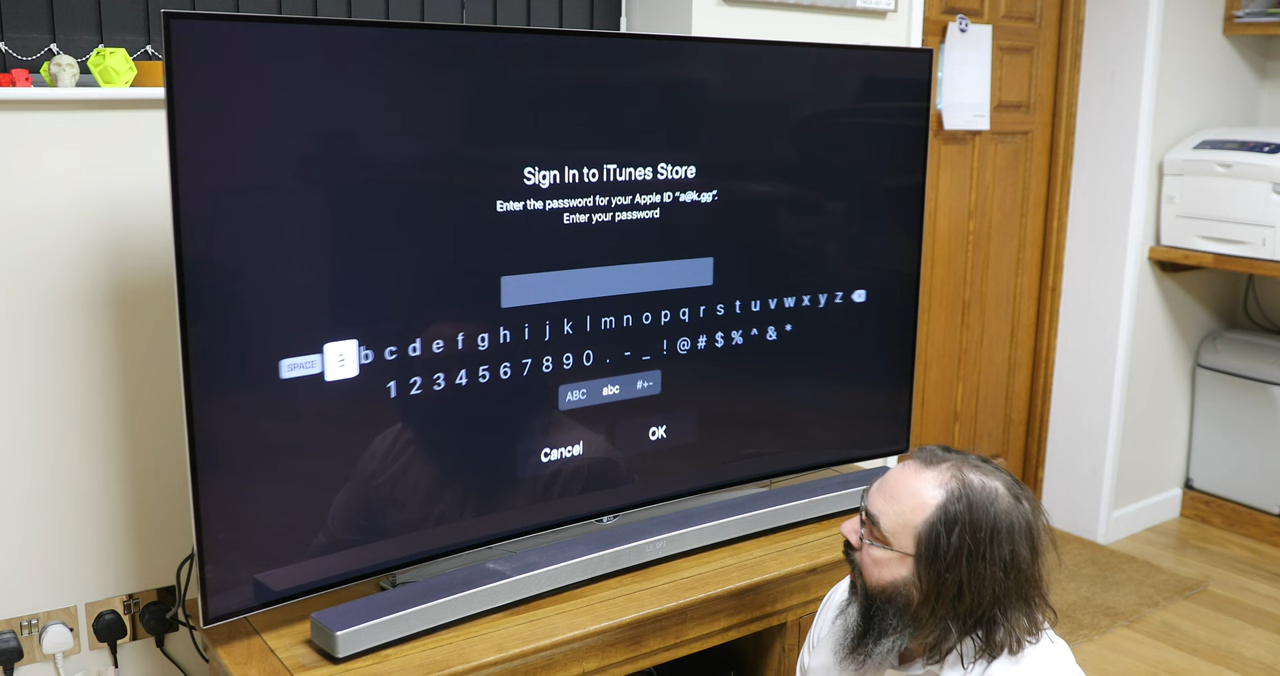 Sign In to iTunes Store
Enter the password for your Apple ID “a@k.gg”.
Enter your password
SPACE b c d e f g h i j k l m n o p q r s t u v w x y z
1 2 3 4 5 6 7 8 9 0 . - _ ! @ # $ % ^ & *
ABC abc #+-
Cancel OK
LG